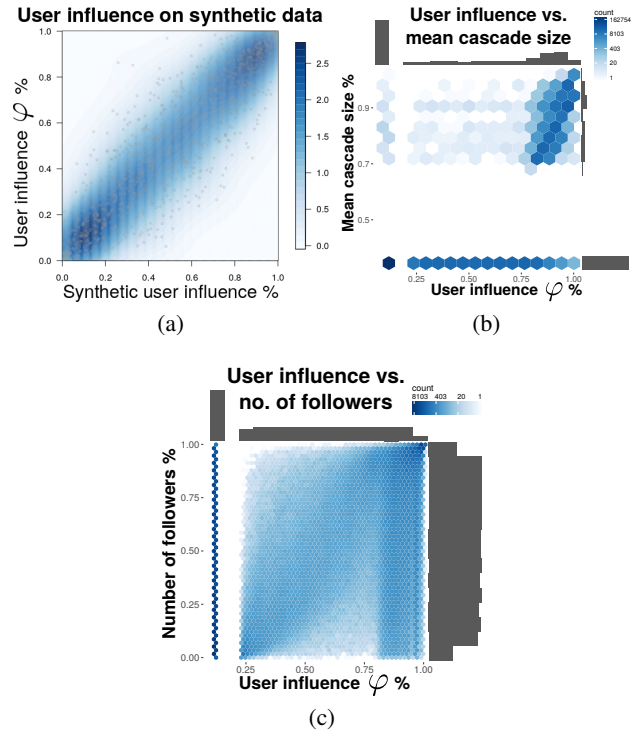 User influence on synthetic data
User influence φ %
1.0
0.8
0.6
0.4
0.2
0.0
0.0
0.2
0.4
0.6
0.8
1.0
Synthetic user influence %
2.5
2.0
1.5
1.0
0.5
0.0
(a)
User influence vs.
mean cascade size
count
162754
8103
403
20
1
Mean cascade size %
0.9
0.7
0.5
0.25
0.50
0.75
1.00
User influence φ %
(b)
User influence vs.
no. of followers
count
8103 403 20 1
Number of followers %
1.00
0.75
0.50
0.25
0.00
0.25
0.50
0.75
1.00
User influence φ %
(c)